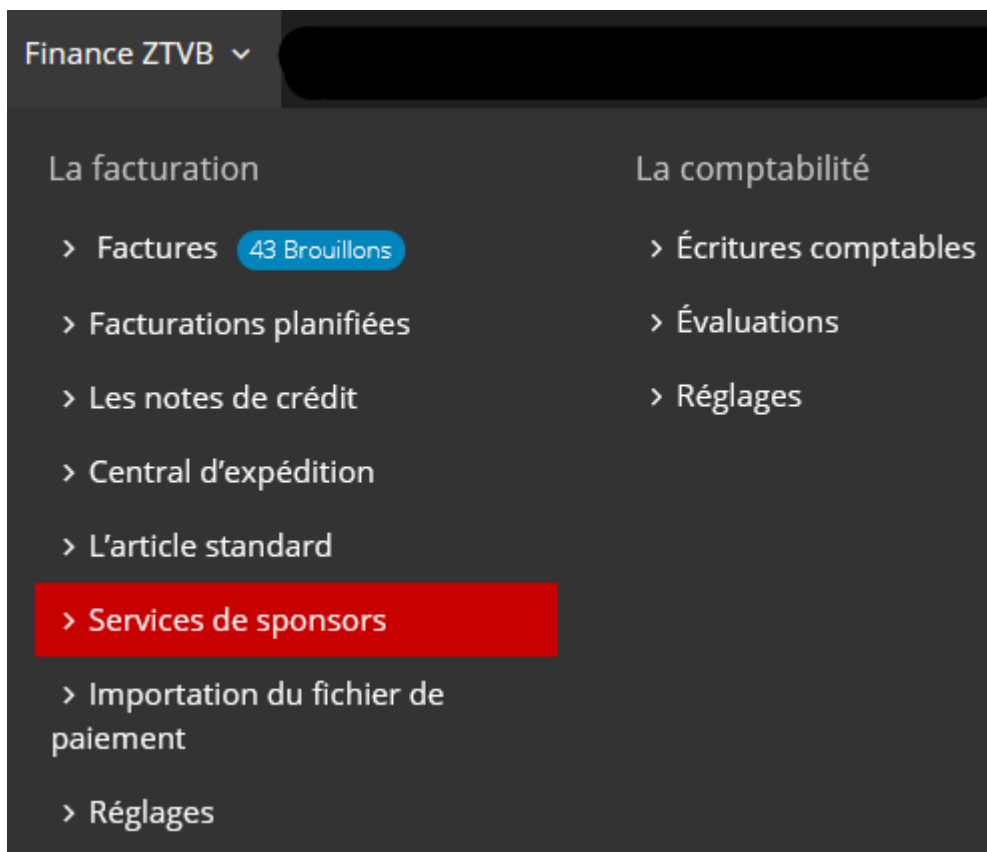 Finance ZTVB
La facturation
Factures 43 Brouillons
Facturations planifiées
Les notes de crédit
Central d’expédition
L’article standard
Services de sponsors
Importation du fichier de
paiement
Réglages
La comptabilité
Écritures comptables
Évaluations
Réglages